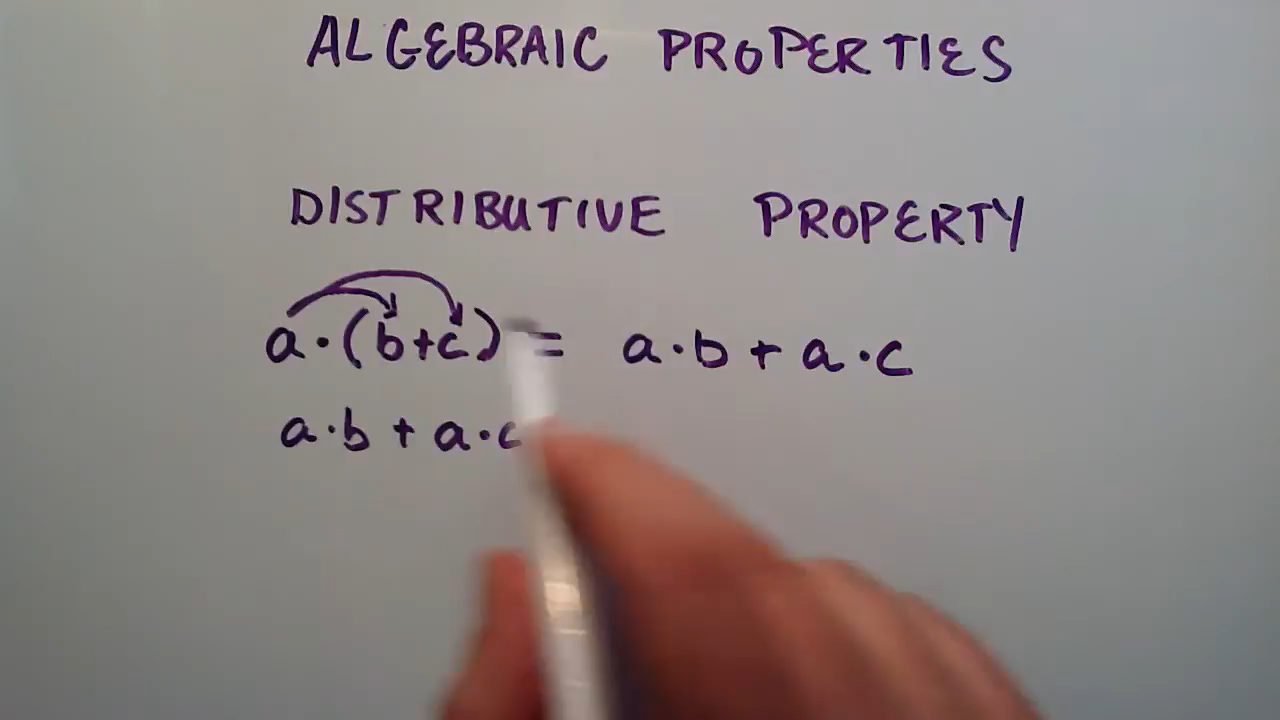 ALGEBRAIC PROPERTIES
DISTRIBUTIVE PROPERTY
a·(b+c) = a·b + a·c
a·b + a·c